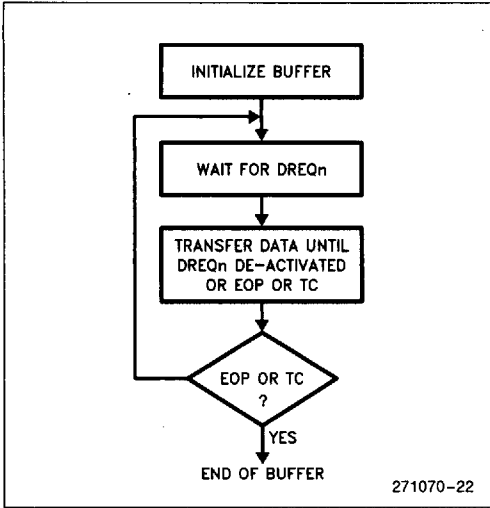 INITIALIZE BUFFER
WAIT FOR DREQn
TRANSFER DATA UNTIL
DREQn DE-ACTIVATED
OR EOP OR TC
EOP OR TC
?
YES
END OF BUFFER
271070-22